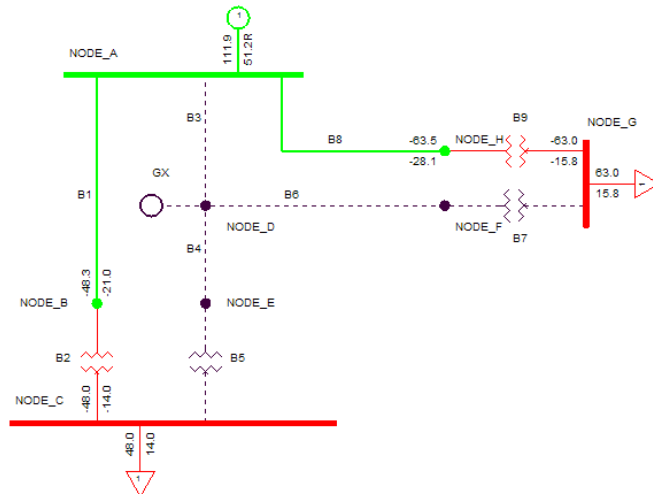 1
NODE_A
111.9
51.2R
B3
B8
-63.5
-28.1
NODE_H
B9
-63.0
-15.8
NODE_G
63.0
15.8
1
B1
GX
B6
NODE_D
NODE_F
B7
B4
-48.3
-21.0
NODE_B
NODE_E
B2
B5
-48.0
-14.0
NODE_C
48.0
14.0
1